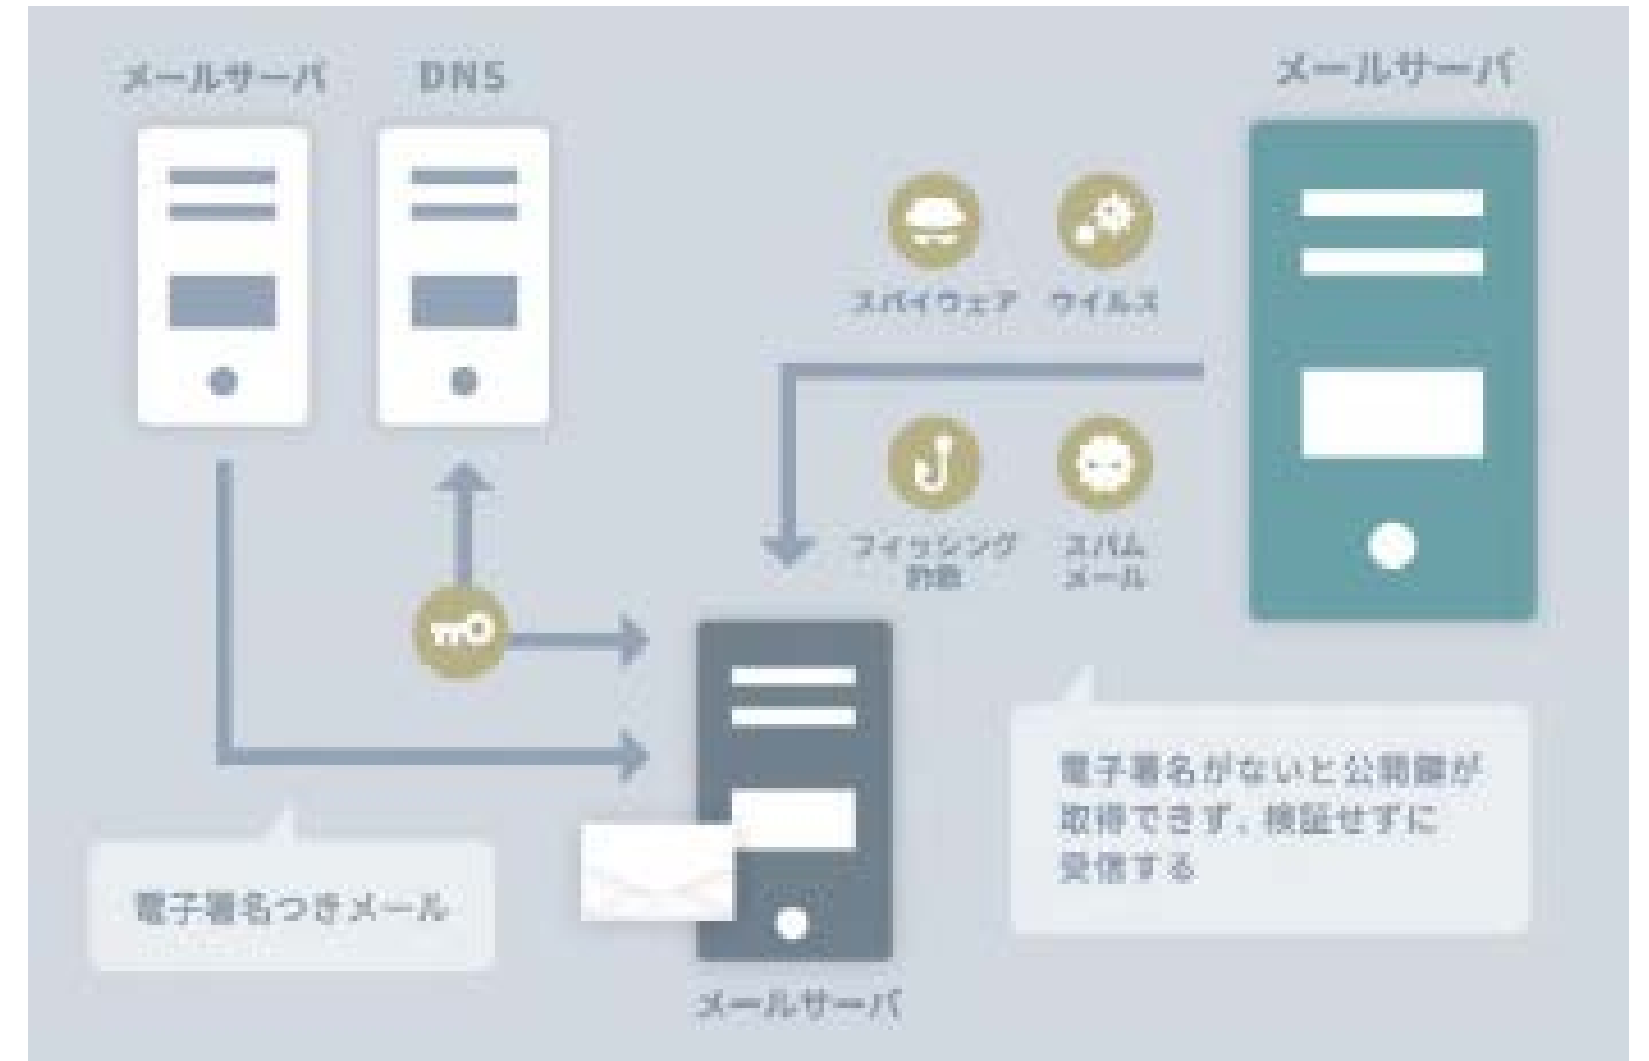 メールサーバ
DNS
メールサーバ
スパイウェア
ウイルス
フィッシング
詐欺
スパム
メール
電子署名がないと公開鍵が
取得できず、検証せずに
受信する
電子署名つきメール
メールサーバ